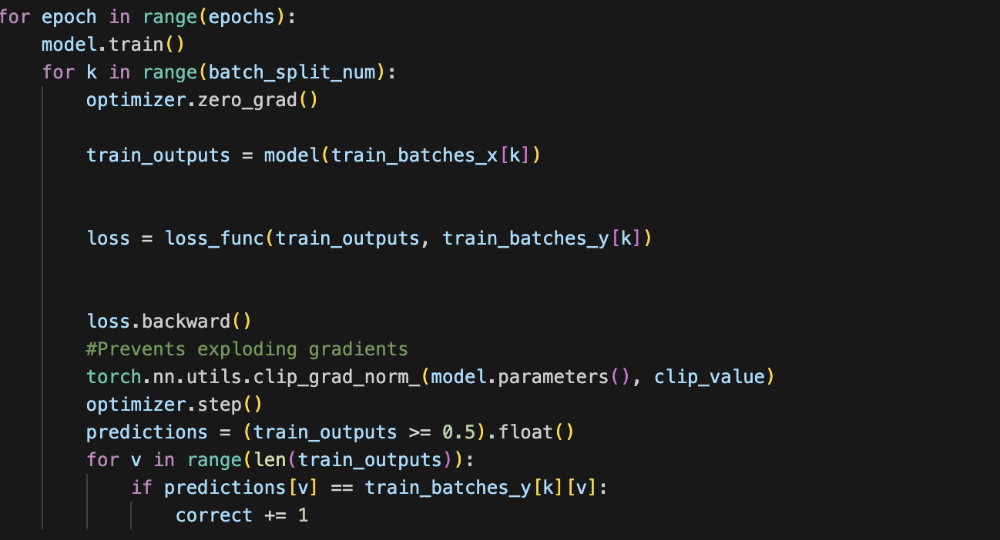 for epoch in range(epochs):
    model.train()
    for k in range(batch_split_num):
        optimizer.zero_grad()

        train_outputs = model(train_batches_x[k])


        loss = loss_func(train_outputs, train_batches_y[k])


        loss.backward()
        #Prevents exploding gradients
        torch.nn.utils.clip_grad_norm_(model.parameters(), clip_value)
        optimizer.step()
        predictions = (train_outputs >= 0.5).float()
        for v in range(len(train_outputs)):
            if predictions[v] == train_batches_y[k][v]:
                correct += 1